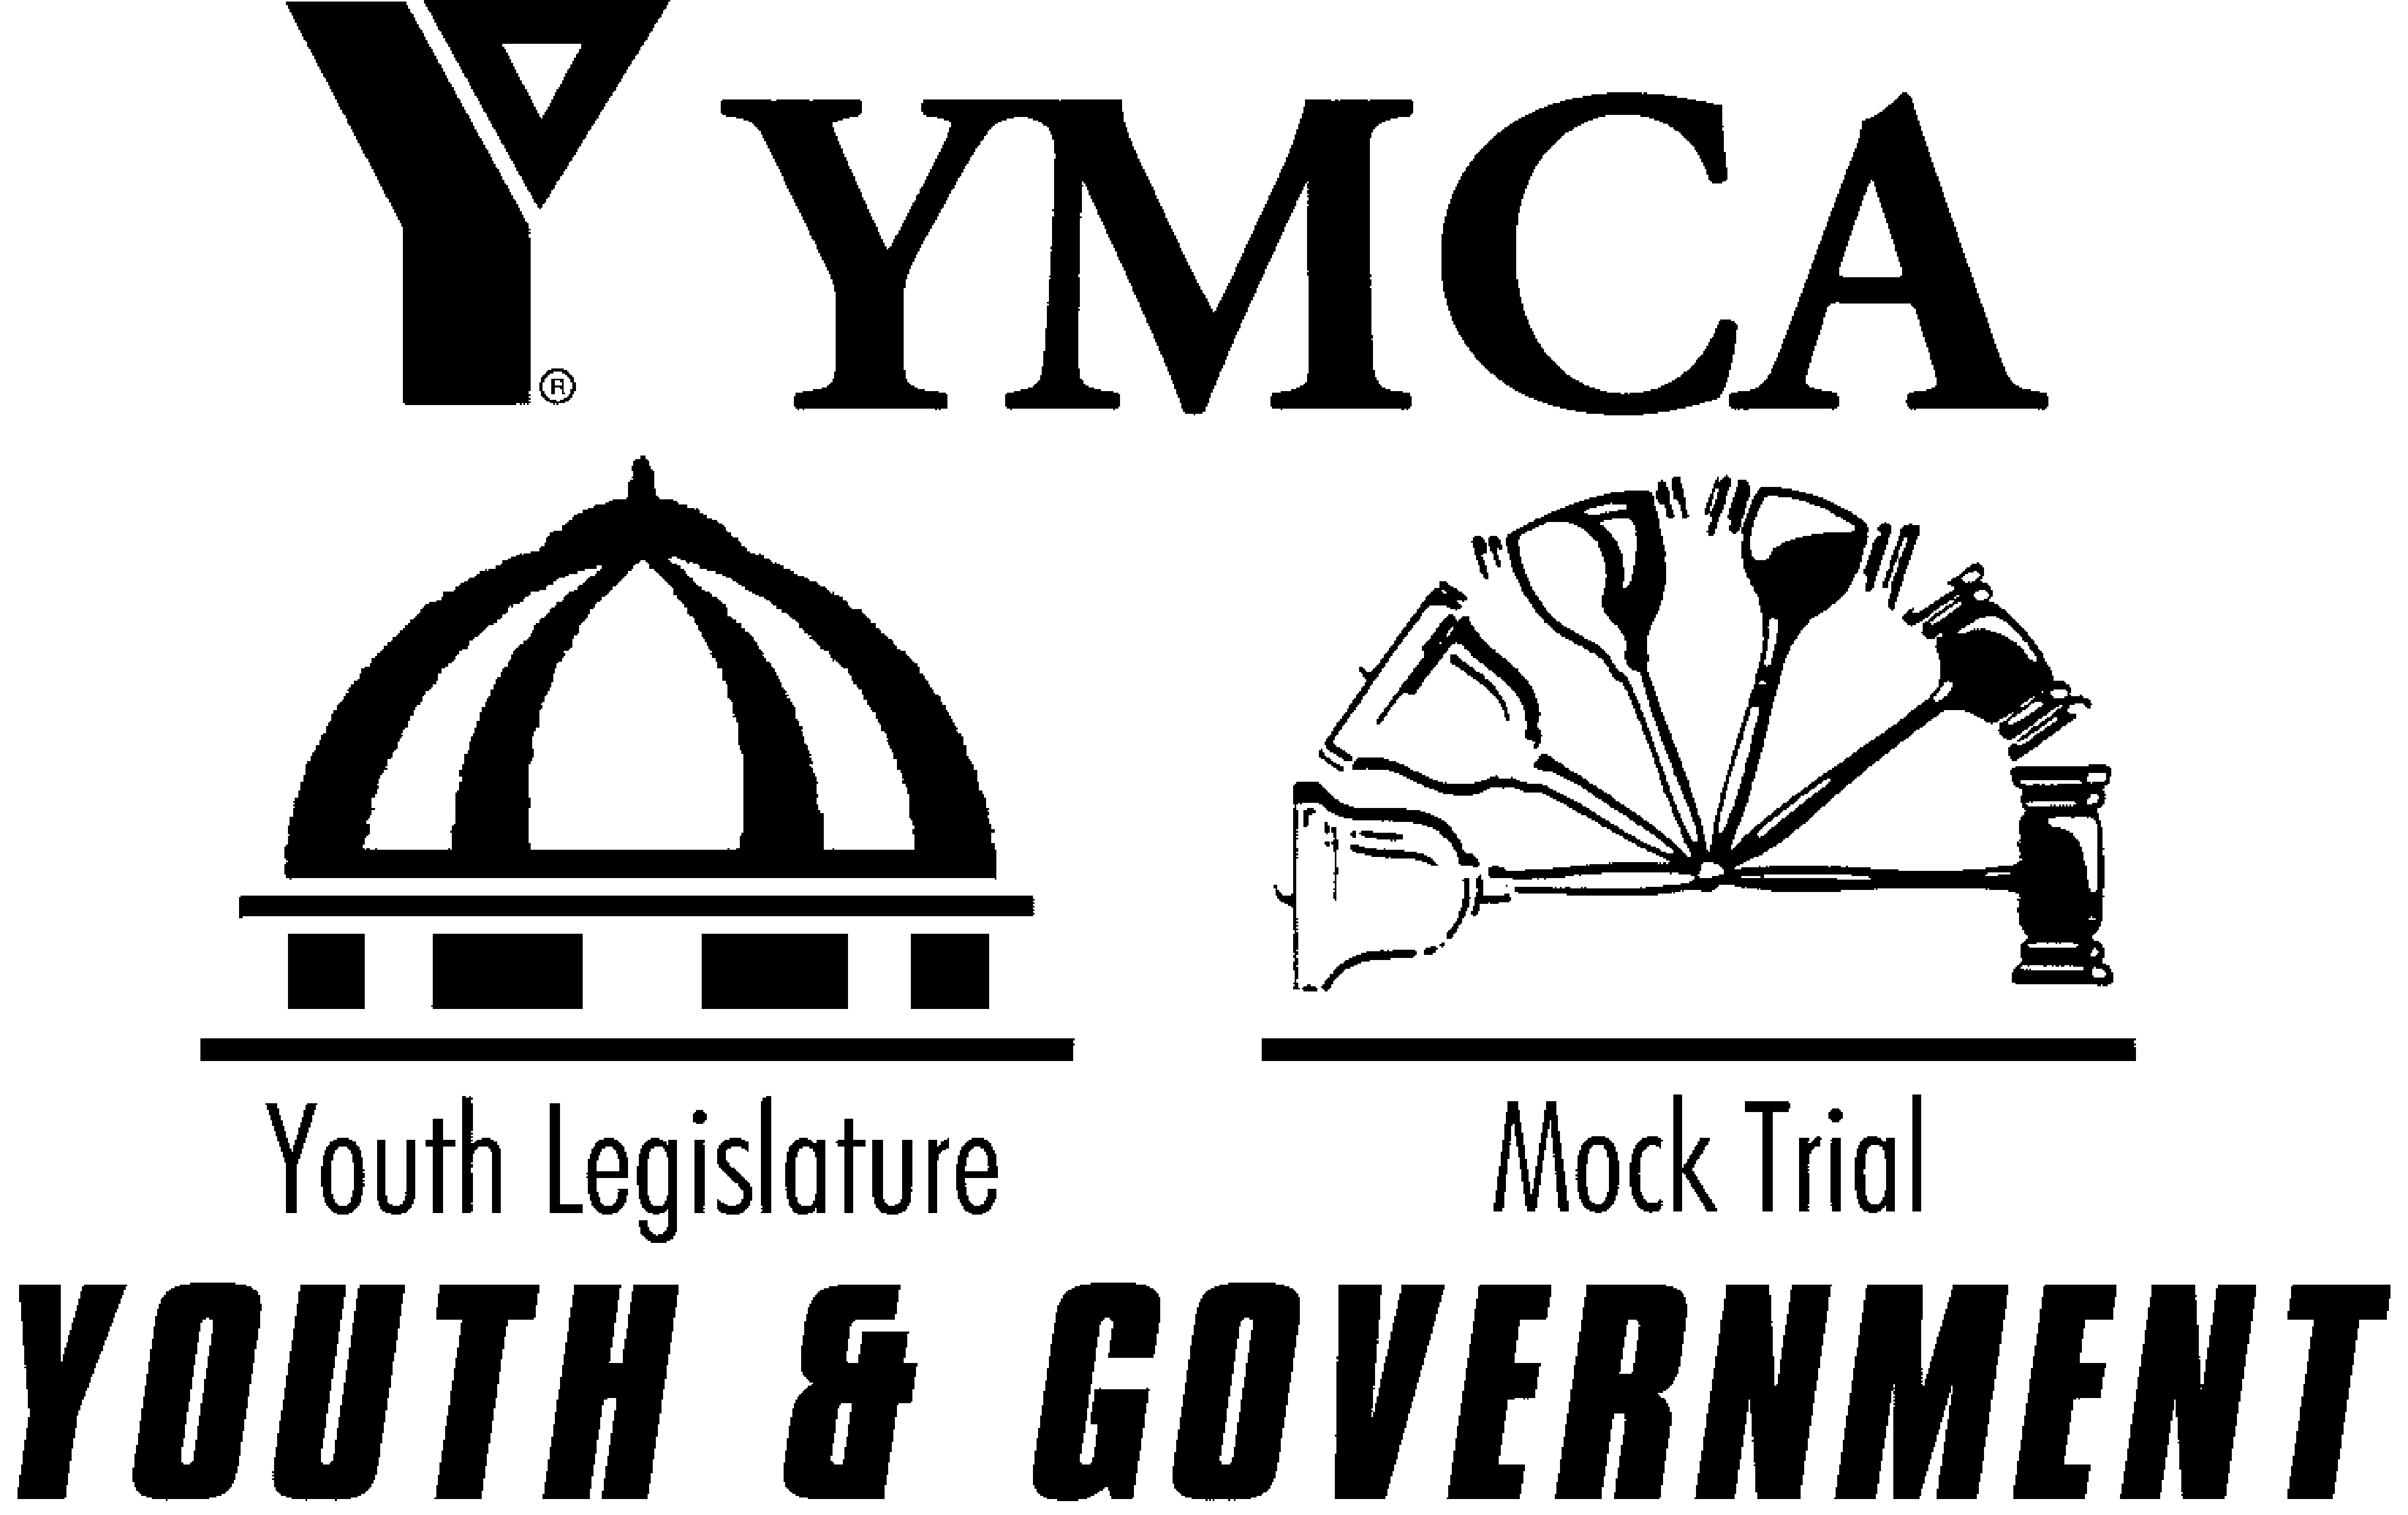 Y® YMCA
Youth Legislature
Mock Trial
YOUTH & GOVERNMENT